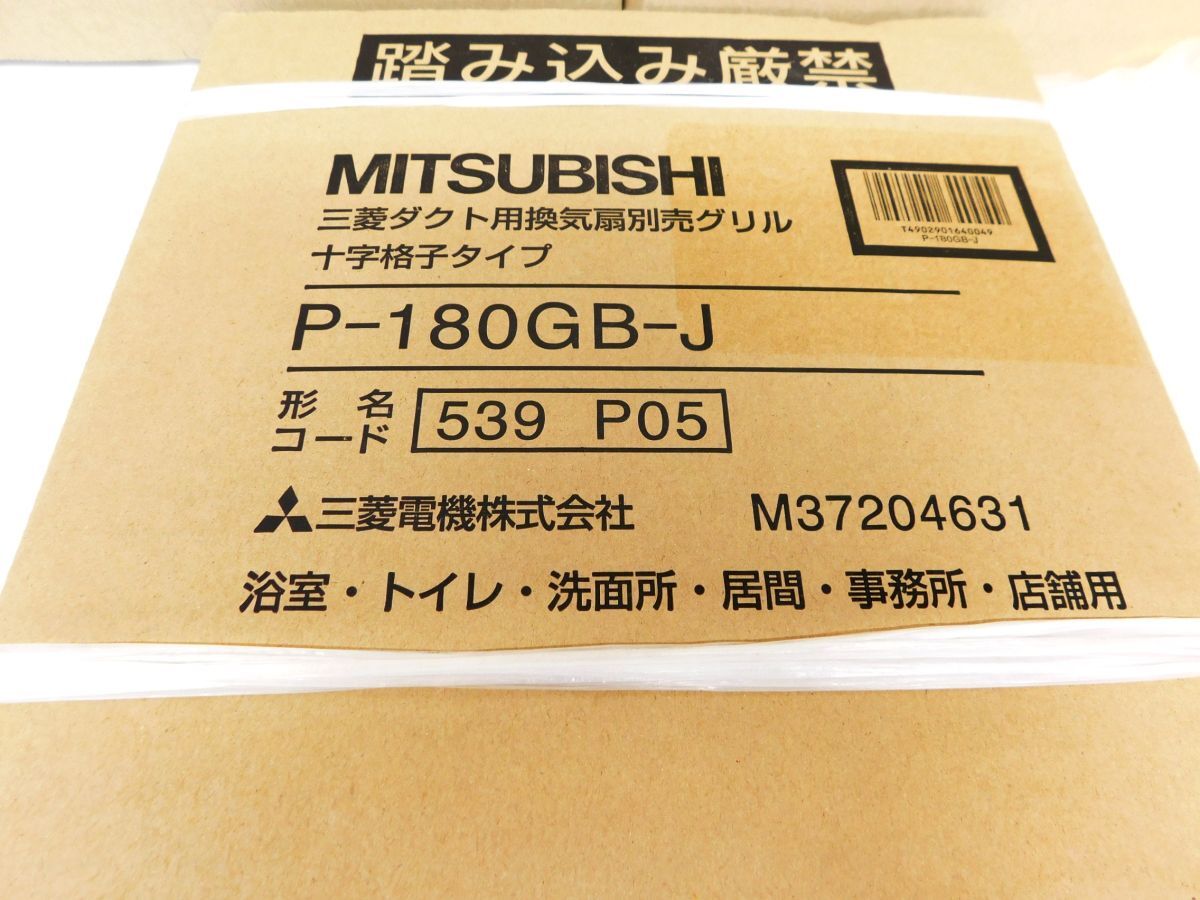 踏み込み厳禁
MITSUBISHI
三菱ダクト用換気扇別売グリル
十字格子タイプ
T4902901640049
P-180GB-J
P-180GB-J
形名
コード
539 P05
三菱電機株式会社 M37204631
浴室・トイレ・洗面所・居間・事務所・店舗用